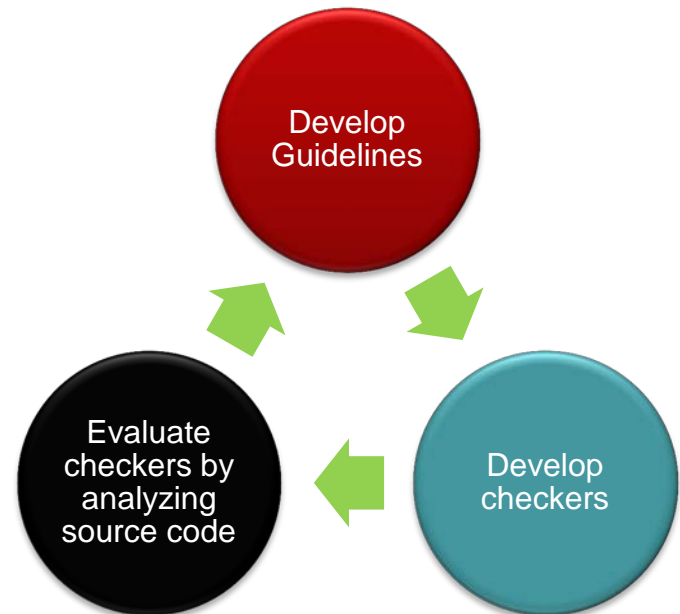 Develop
Guidelines
Evaluate
checkers by
analyzing
source code
Develop
checkers